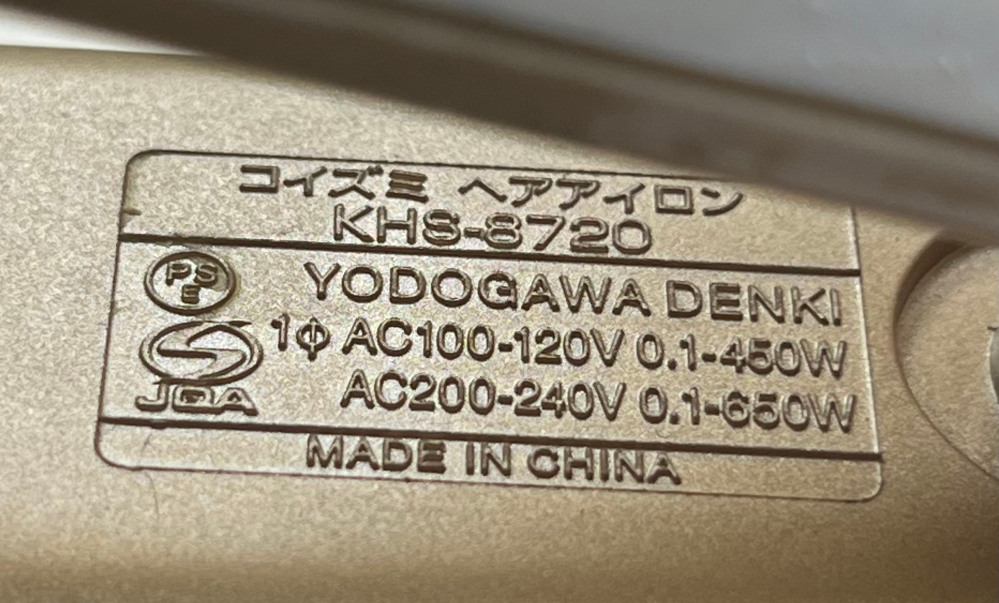 コイズミ ヘアアイロン
KHS-8720
PS
E
YODOGAWA DENKI
1Φ AC100-120V 0.1-450W
AC200-240V 0.1-650W
JQA
MADE IN CHINA